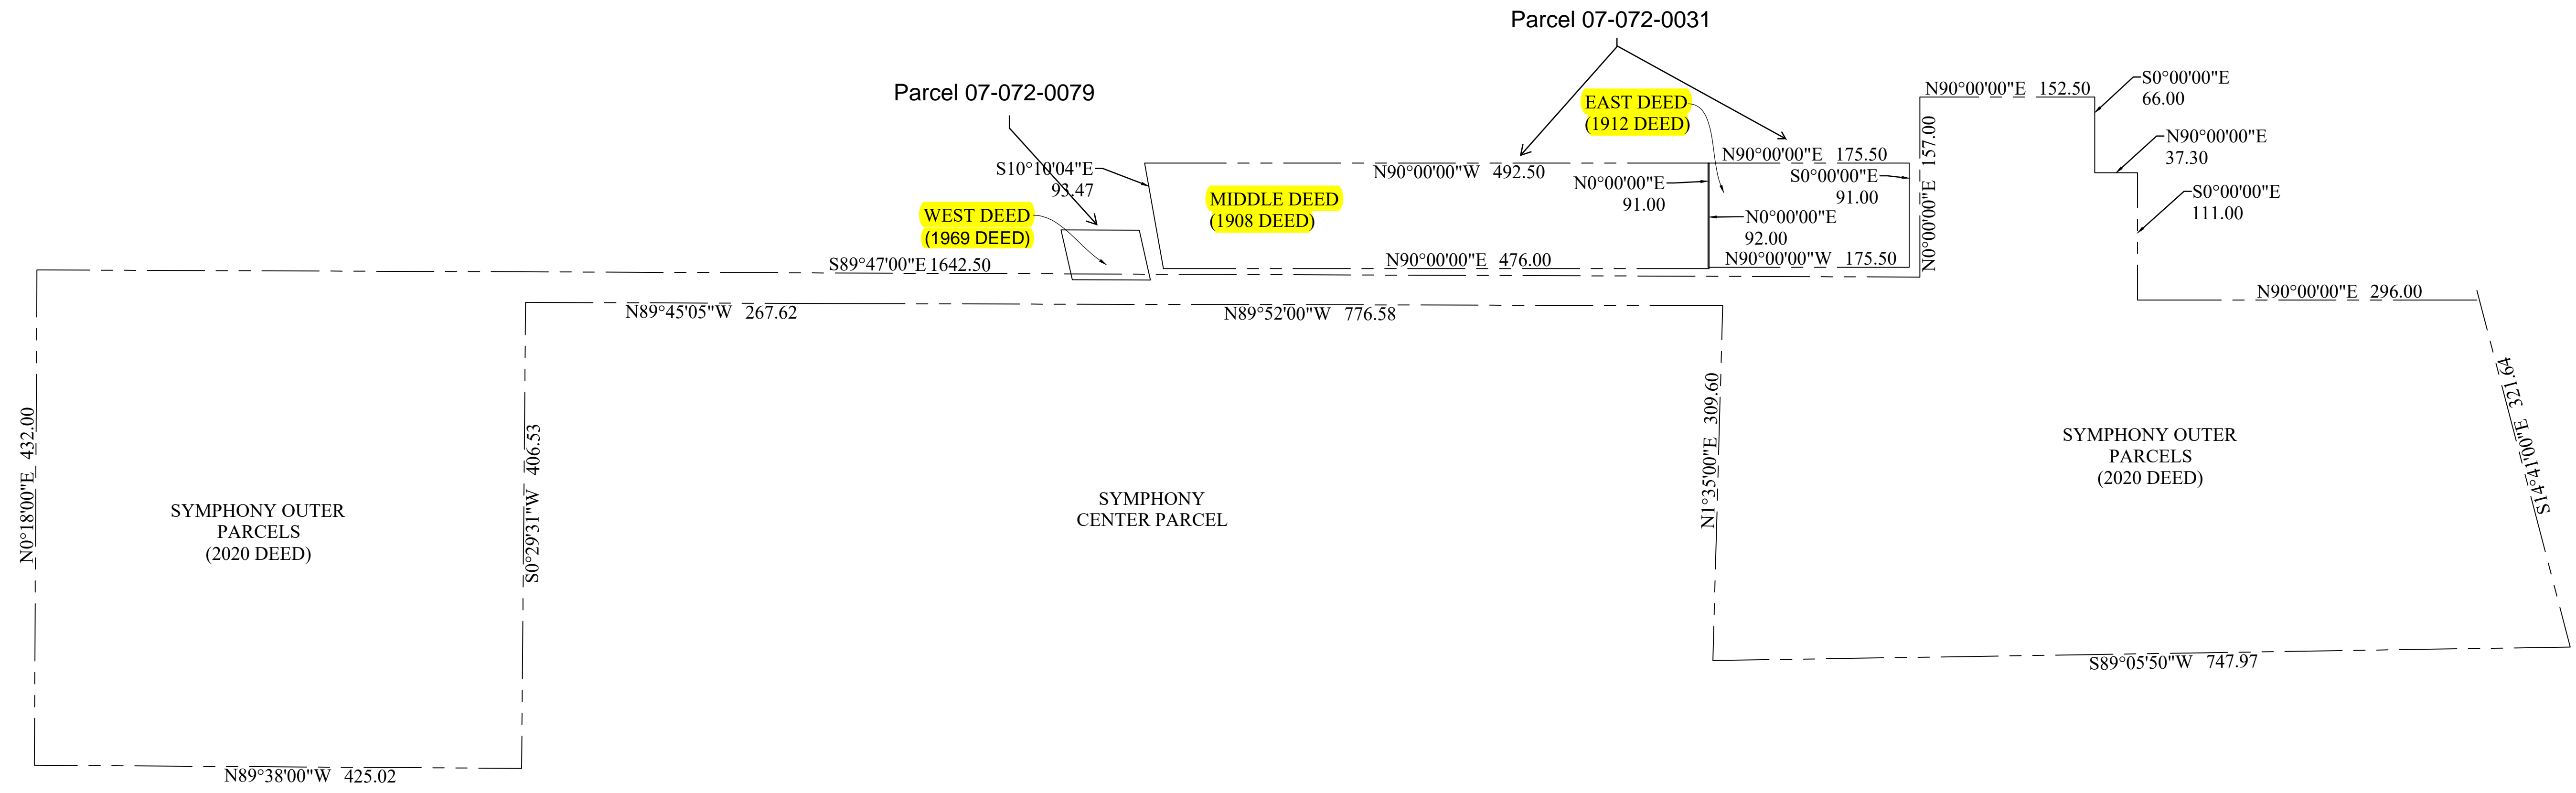 Parcel 07-072-0031
Parcel 07-072-0079
S0°00'00"E
66.00
N90°00'00"E 152.50
EAST DEED
(1912 DEED)
N90°00'00"E
37.30
N0°00'00"E 157.00
N90°00'00"E 175.50
S10°10'04"E
93.47
N90°00'00"W 492.50
N0°00'00"E
91.00
S0°00'00"E
91.00
S0°00'00"E
111.00
MIDDLE DEED
(1908 DEED)
WEST DEED
(1969 DEED)
N0°00'00"E
92.00
S89°47'00"E 1642.50
N90°00'00"E 476.00
N90°00'00"W 175.50
N90°00'00"E 296.00
N89°45'05"W 267.62
N89°52'00"W 776.58
N0°18'00"E 432.00
S0°29'31"W 406.53
N1°35'00"E 309.60
S14°41'00"E 321.64
SYMPHONY OUTER
PARCELS
(2020 DEED)
SYMPHONY
CENTER PARCEL
SYMPHONY OUTER
PARCELS
(2020 DEED)
S89°05'50"W 747.97
N89°38'00"W 425.02